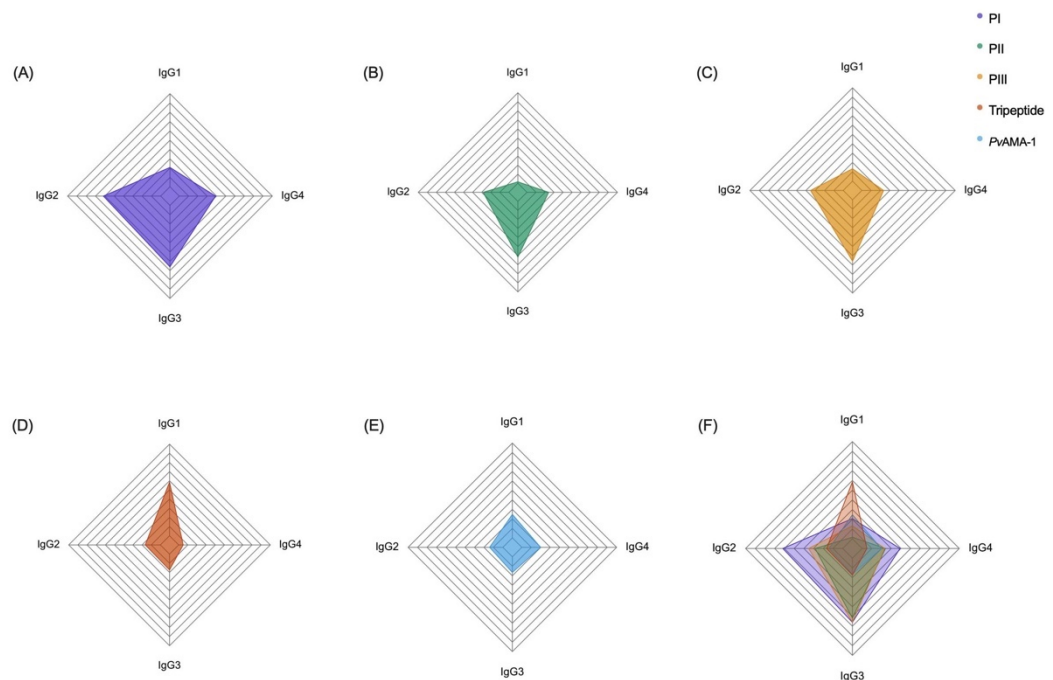 PI
PII
PIII
Tripeptide
PvAMA-1
(A)
IgG1
IgG2
IgG4
IgG3
(B)
IgG1
IgG2
IgG4
IgG3
(C)
IgG1
IgG2
IgG4
IgG3
(D)
IgG1
IgG2
IgG4
IgG3
(E)
IgG1
IgG2
IgG4
IgG3
(F)
IgG1
IgG2
IgG4
IgG3